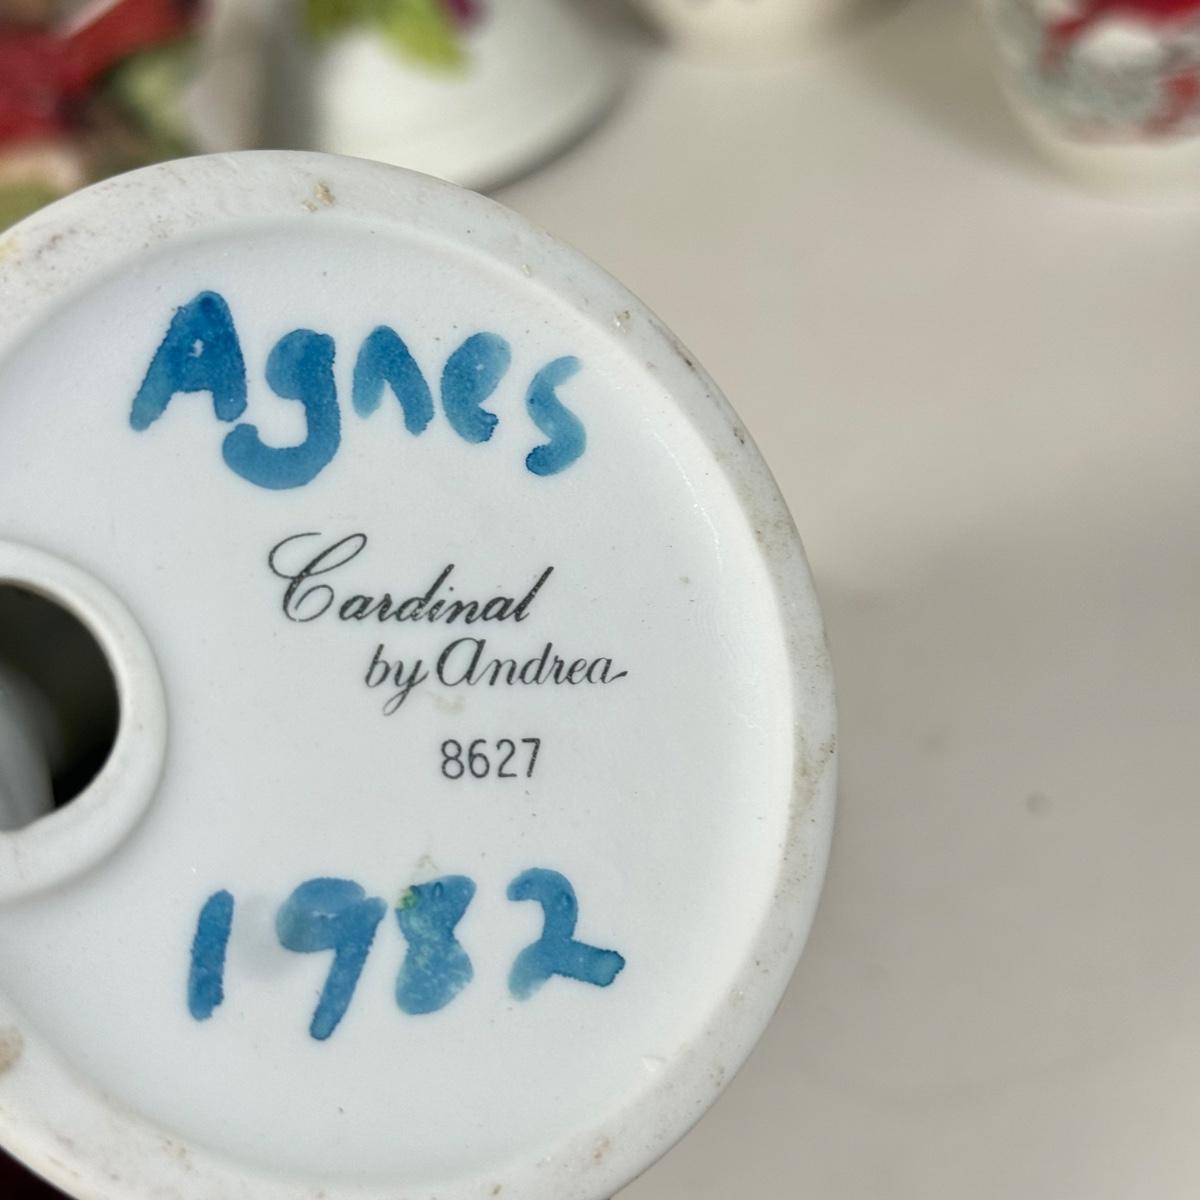 Agnes
Cardinal
by Andrea
8627
1982